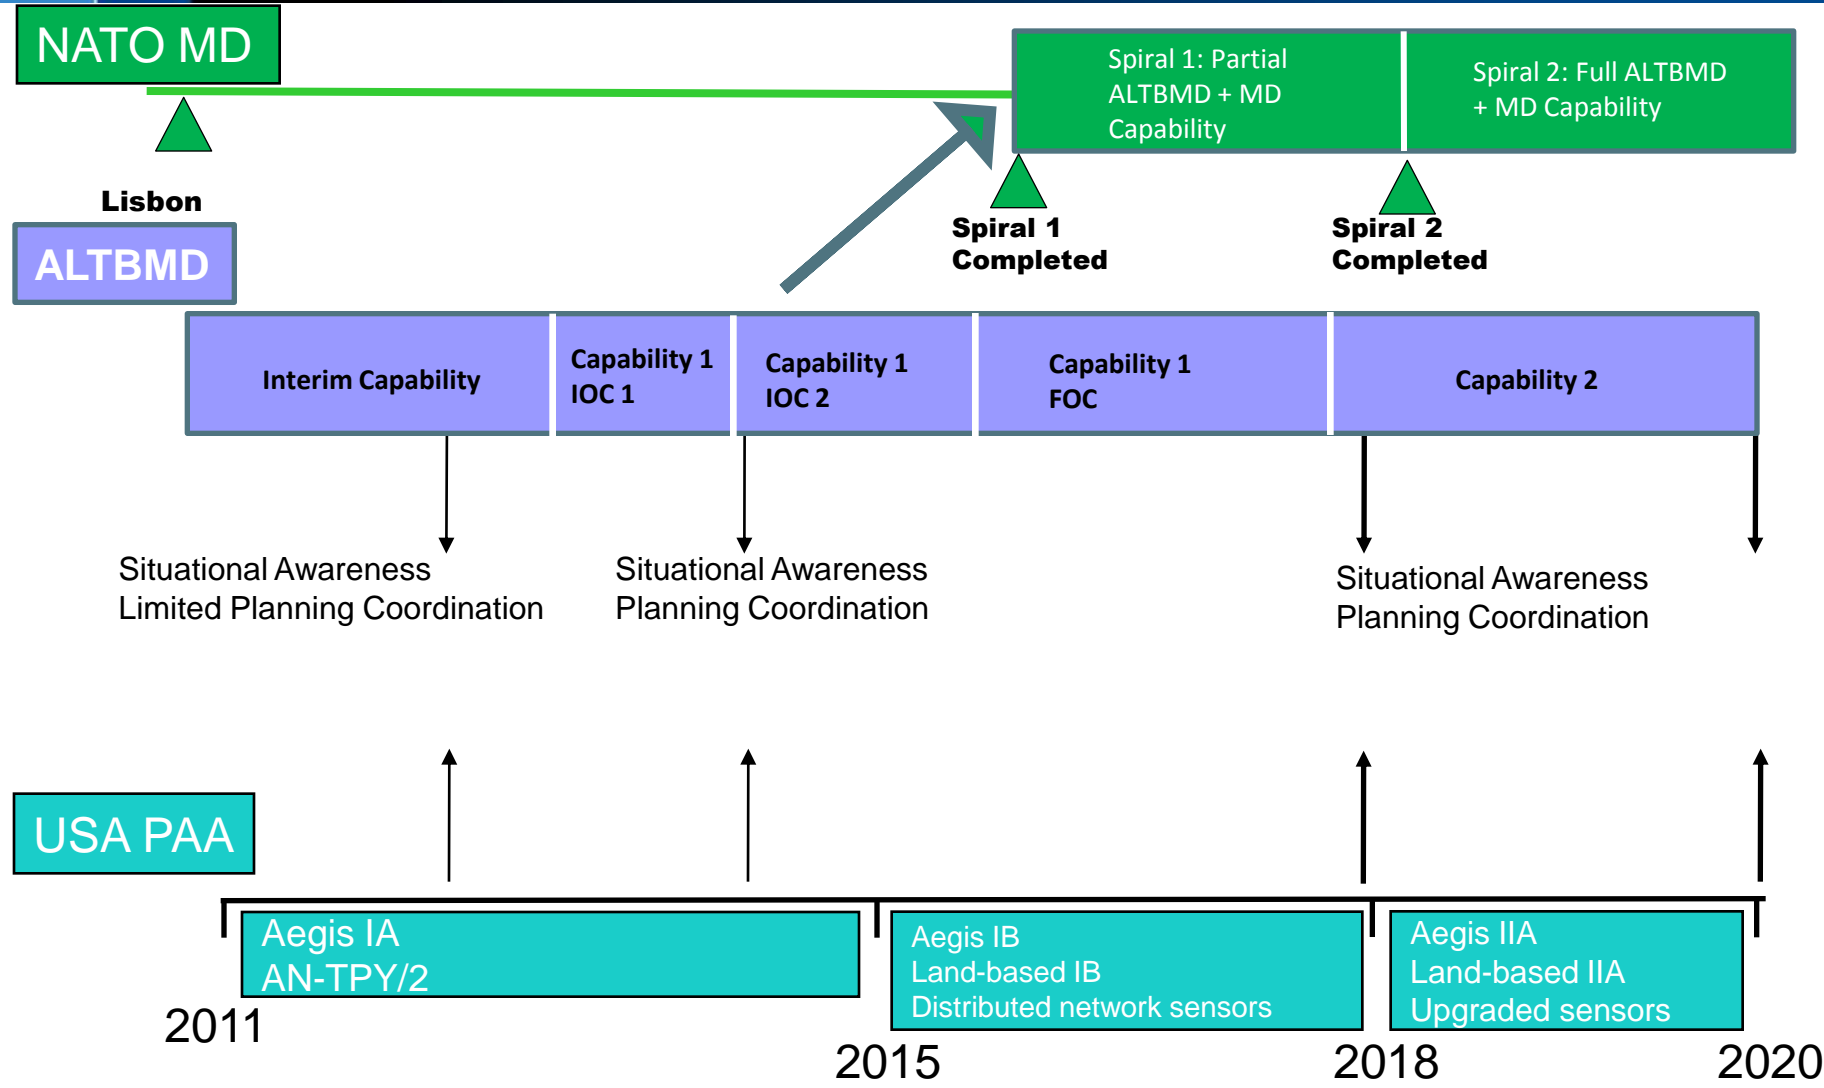 NATO MD
Spiral 1: Partial
ALTBMD + MD
Capability
Spiral 2: Full ALTBMD
+ MD Capability
Lisbon
Spiral 1
Completed
Spiral 2
Completed
ALTBMD
Interim Capability
Capability 1
IOC 1
Capability 1
IOC 2
Capability 1
FOC
Capability 2
Situational Awareness
Limited Planning Coordination
Situational Awareness
Planning Coordination
Situational Awareness
Planning Coordination
USA PAA
Aegis IA
AN-TPY/2
Aegis IB
Land-based IB
Distributed network sensors
Aegis IIA
Land-based IIA
Upgraded sensors
2011
2015
2018
2020